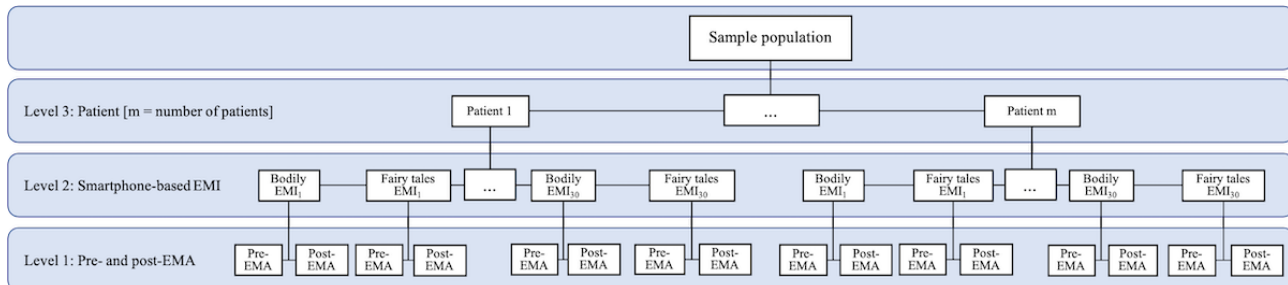 Sample population
Level 3: Patient [m = number of patients]
Patient 1
...
Patient m
Level 2: Smartphone-based EMI
Bodily
EMI₁
Fairy tales
EMI₁
...
Bodily
EMI₃₀
Fairy tales
EMI₃₀
Bodily
EMI₁
Fairy tales
EMI₁
...
Bodily
EMI₃₀
Fairy tales
EMI₃₀
Level 1: Pre- and post-EMA
Pre-
EMA
Post-
EMA
Pre-
EMA
Post-
EMA
Pre-
EMA
Post-
EMA
Pre-
EMA
Post-
EMA
Pre-
EMA
Post-
EMA
Pre-
EMA
Post-
EMA
Pre-
EMA
Post-
EMA
Pre-
EMA
Post-
EMA